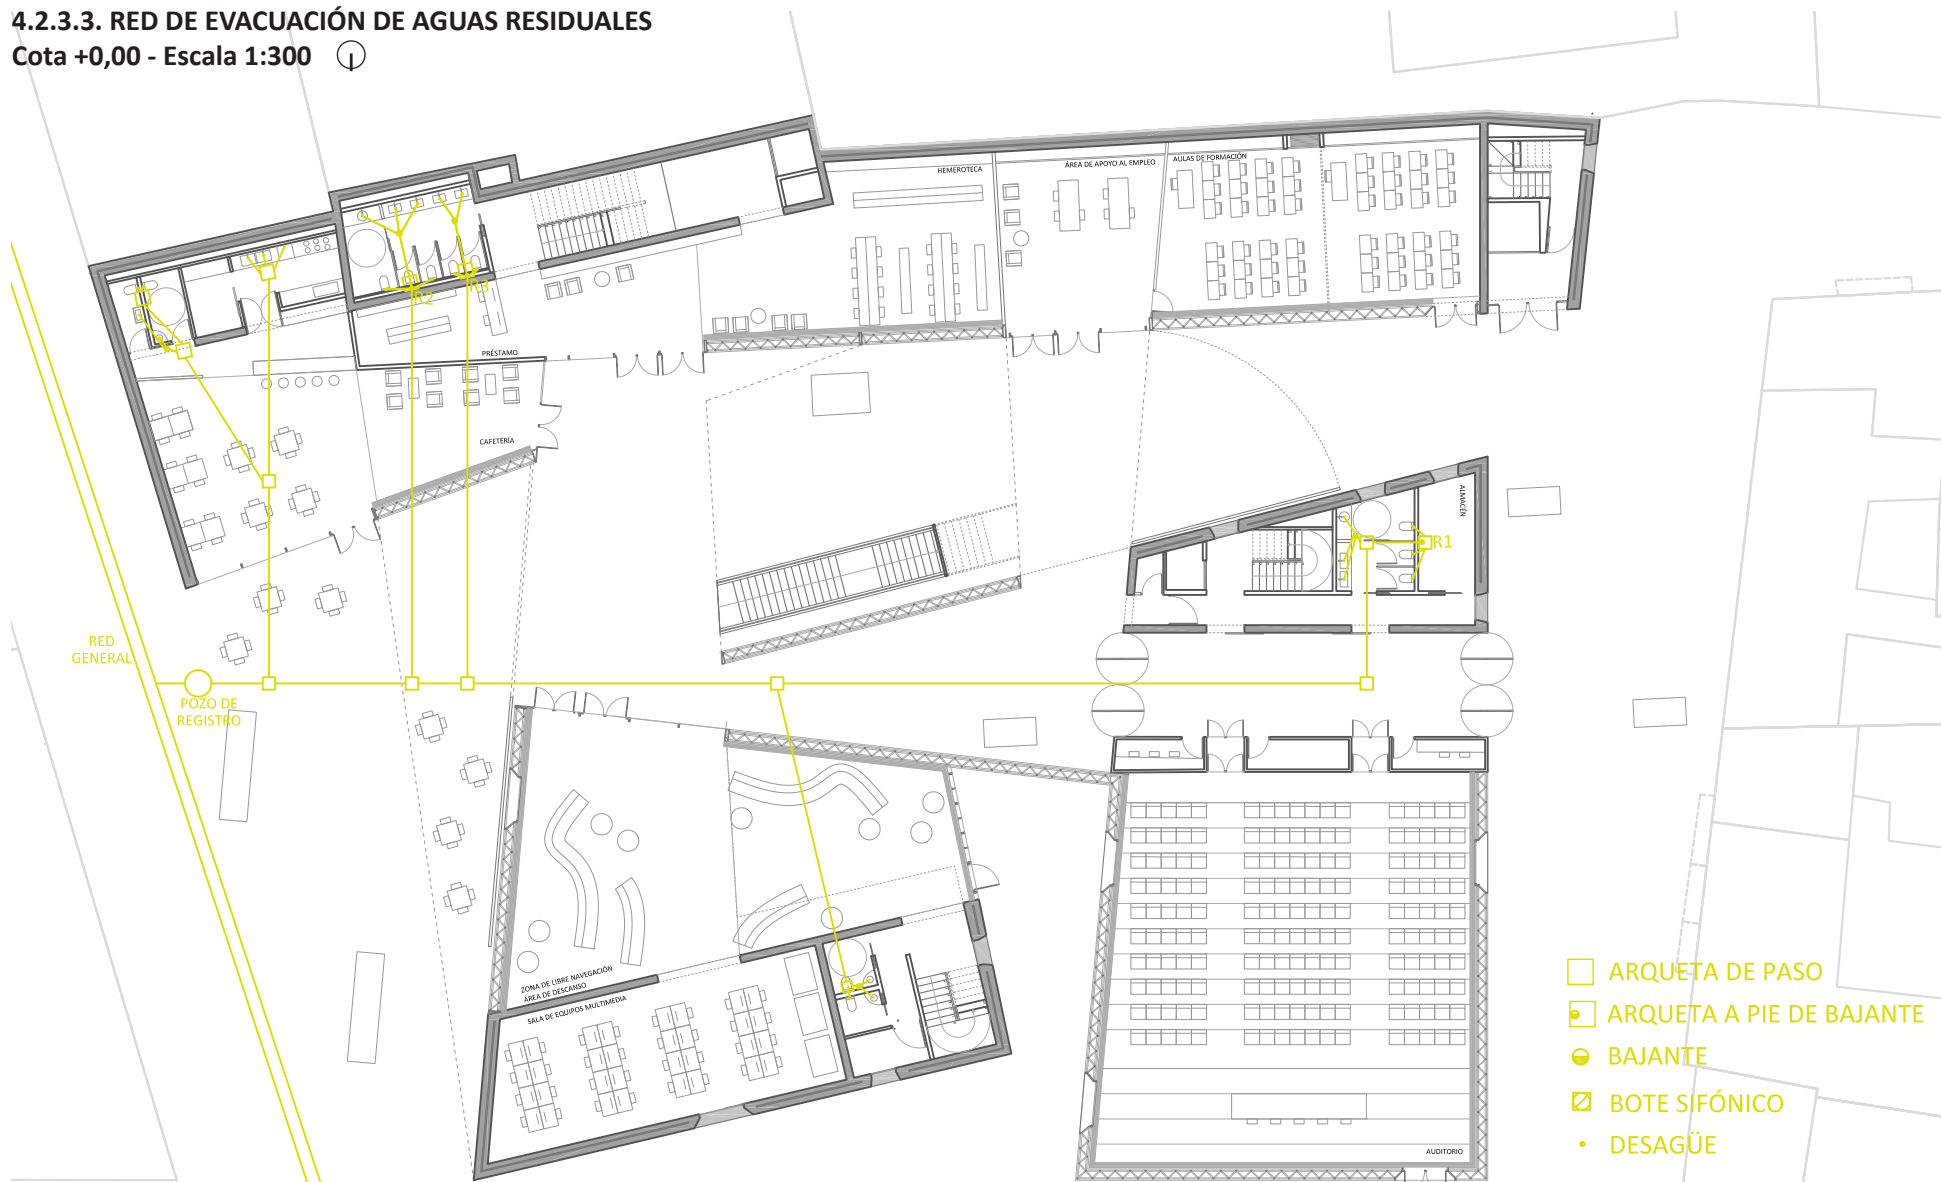 4.2.3.3. RED DE EVACUACIÓN DE AGUAS RESIDUALES
Cota +0,00 - Escala 1:300
HEMEROTECA
ÁREA DE APOYO AL EMPLEO
AULAS DE FORMACIÓN
R2
R3
PRÉSTAMO
CAFETERÍA
ALMACÉN
R1
RED
GENERAL
POZO DE
REGISTRO
ZONA DE LIBRE NAVEGACIÓN
ÁREA DE DESCANSO
SALA DE EQUIPOS MULTIMEDIA
AUDITORIO
ARQUETA DE PASO
ARQUETA A PIE DE BAJANTE
BAJANTE
BOTE SIFÓNICO
DESAGÜE